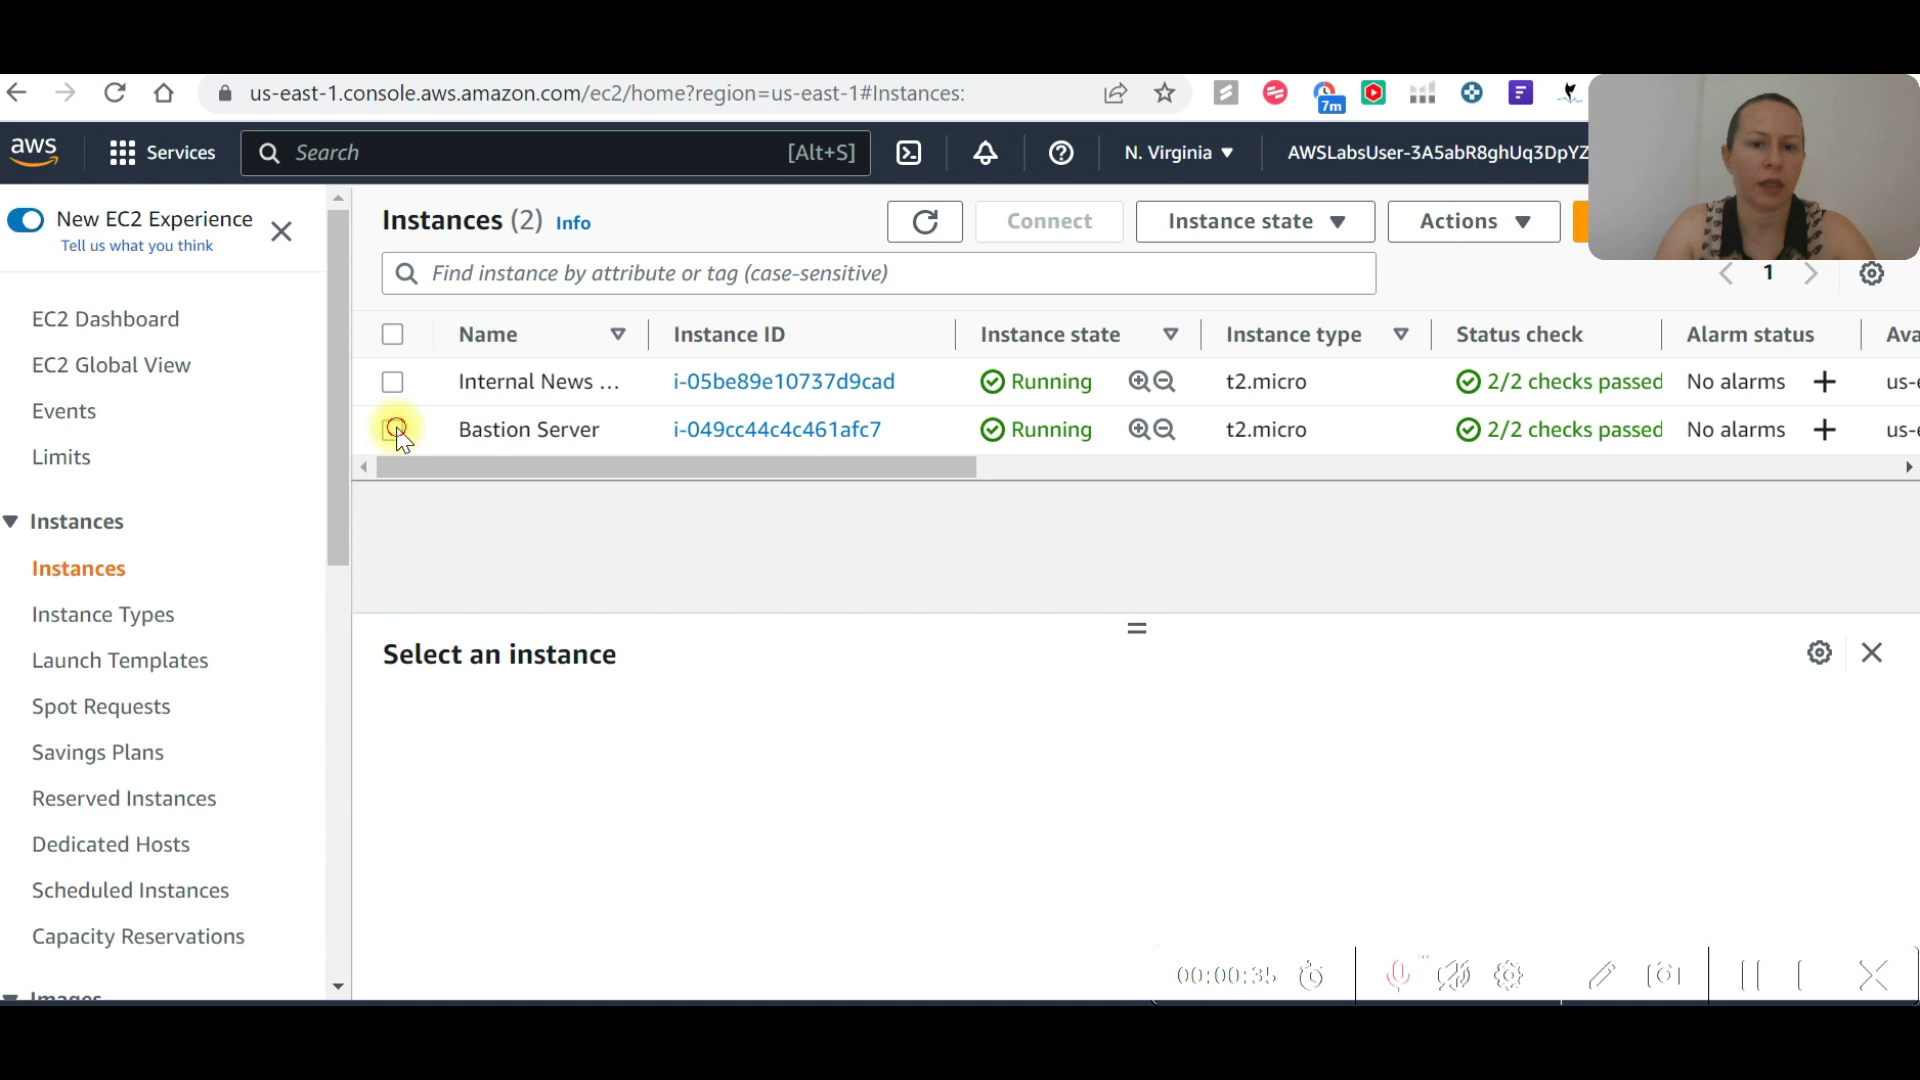 us-east-1.console.aws.amazon.com/ec2/home?region=us-east-1#Instances:
7m
aws
Services
Search
[Alt+S]
N. Virginia
AWSLabsUser-3A5abR8ghUq3DpYZ
New EC2 Experience
Tell us what you think
EC2 Dashboard
EC2 Global View
Events
Limits
Instances
Instances
Instance Types
Launch Templates
Spot Requests
Savings Plans
Reserved Instances
Dedicated Hosts
Scheduled Instances
Capacity Reservations
Images
Instances (2) Info
Connect
Instance state
Actions
Find instance by attribute or tag (case-sensitive)
1
Name Instance ID Instance state Instance type Status check Alarm status Ava
Internal News ... i-05be89e10737d9cad Running t2.micro 2/2 checks passed No alarms + us-e
Bastion Server i-049cc44c4c461afc7 Running t2.micro 2/2 checks passed No alarms + us-e
Select an instance
00:00:35